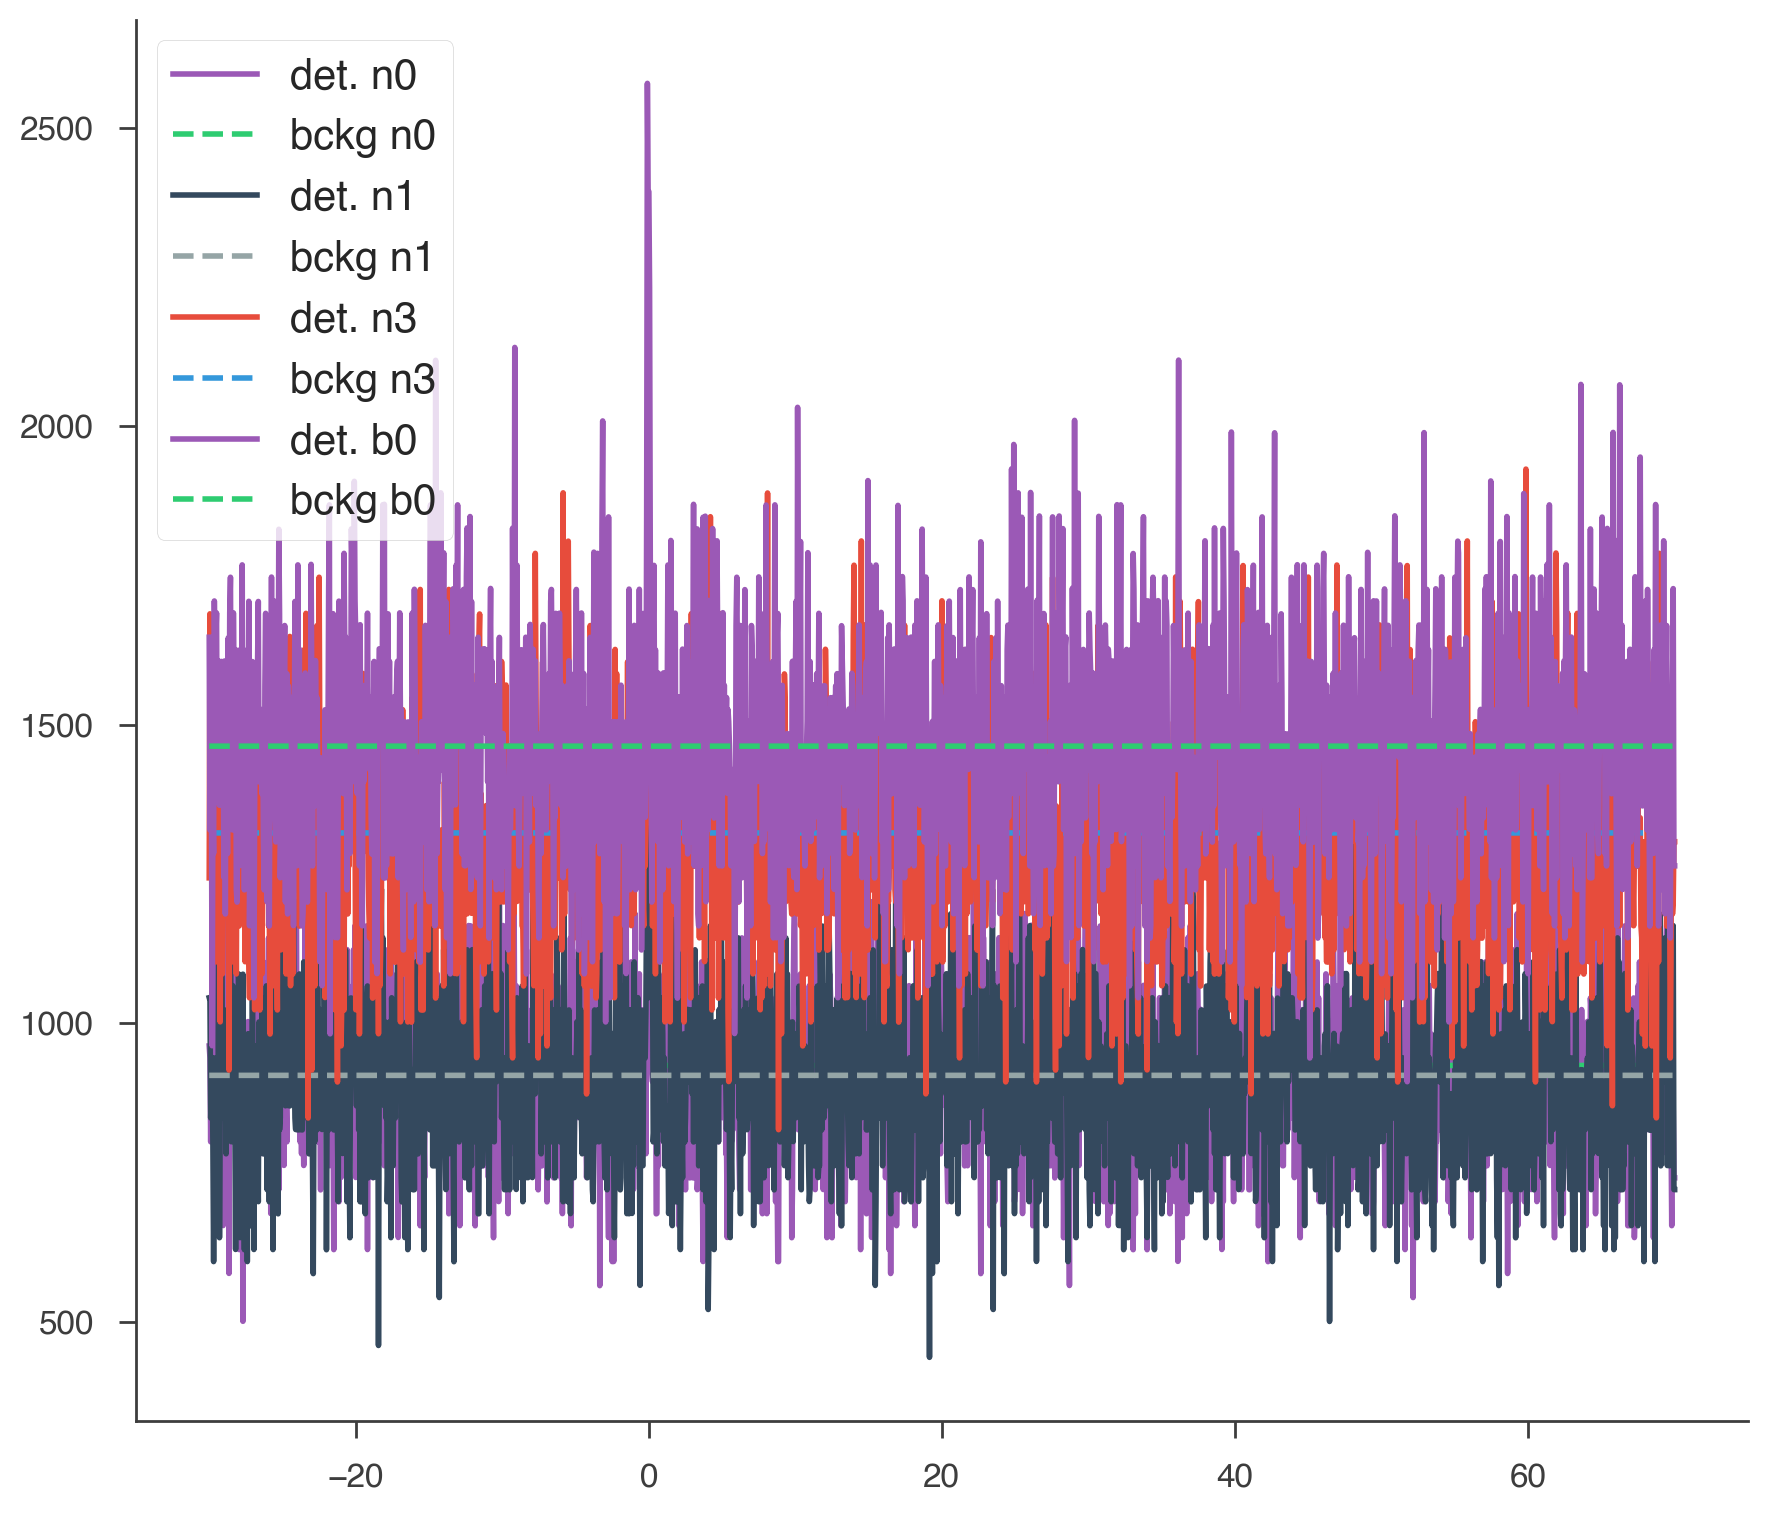 det. n0
bckg n0
det. n1
bckg n1
det. n3
bckg n3
det. b0
bckg b0
2500
2000
1500
1000
500
−20
0
20
40
60